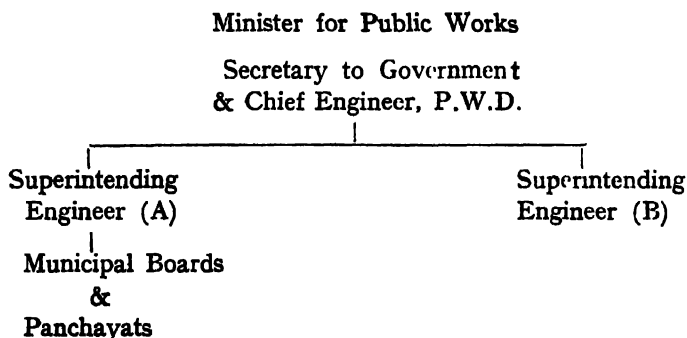 Minister for Public Works
Secretary to Government
& Chief Engineer, P.W.D.
Superintending
Engineer (A)
Superintending
Engineer (B)
Municipal Boards
&
Panchayats